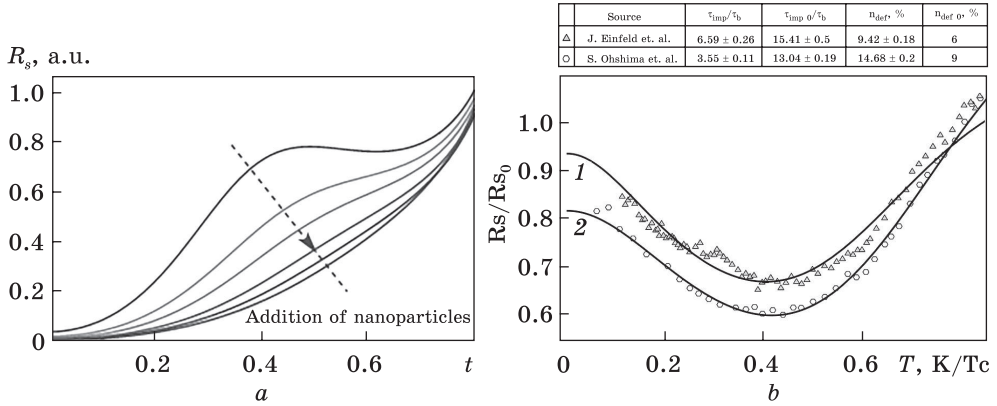 Source τimp/τb τimp 0/τb ndef, % ndef 0, %
J. Einfeld et. al. 6.59 ± 0.26 15.41 ± 0.5 9.42 ± 0.18 6
S. Ohshima et. al. 3.55 ± 0.11 13.04 ± 0.19 14.68 ± 0.2 9
Rs, a.u.
1.0
0.8
0.6
0.4
0.2
0
0.2 0.4 0.6 t
Addition of nanoparticles
a
Rs/Rs0
1.0
0.9
0.8
0.7
0.6
1
2
0 0.2 0.4 0.6 T, K/Tc
b